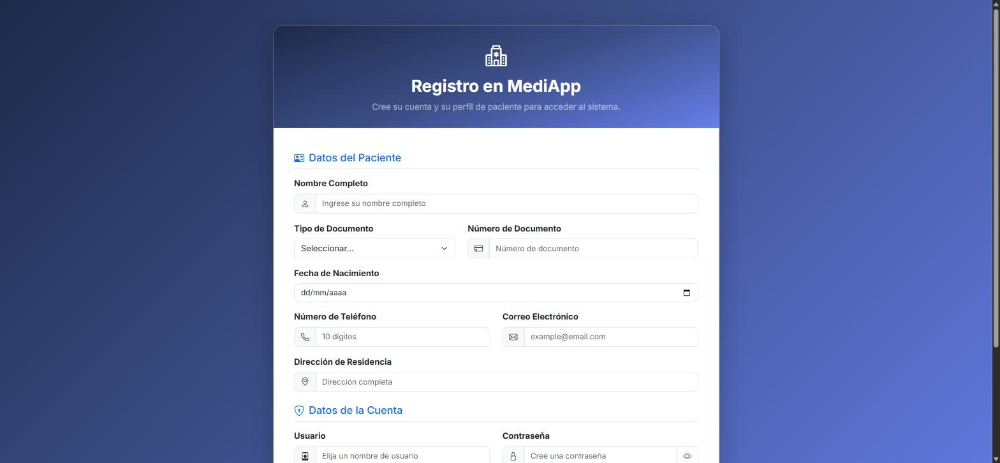 Registro en MediApp
Cree su cuenta y su perfil de paciente para acceder al sistema.
Datos del Paciente
Nombre Completo
Ingrese su nombre completo
Tipo de Documento Número de Documento
Seleccionar... Número de documento
Fecha de Nacimiento
dd/mm/aaaa
Número de Teléfono Correo Electrónico
10 dígitos example@email.com
Dirección de Residencia
Dirección completa
Datos de la Cuenta
Usuario Contraseña
Elija un nombre de usuario Cree una contraseña